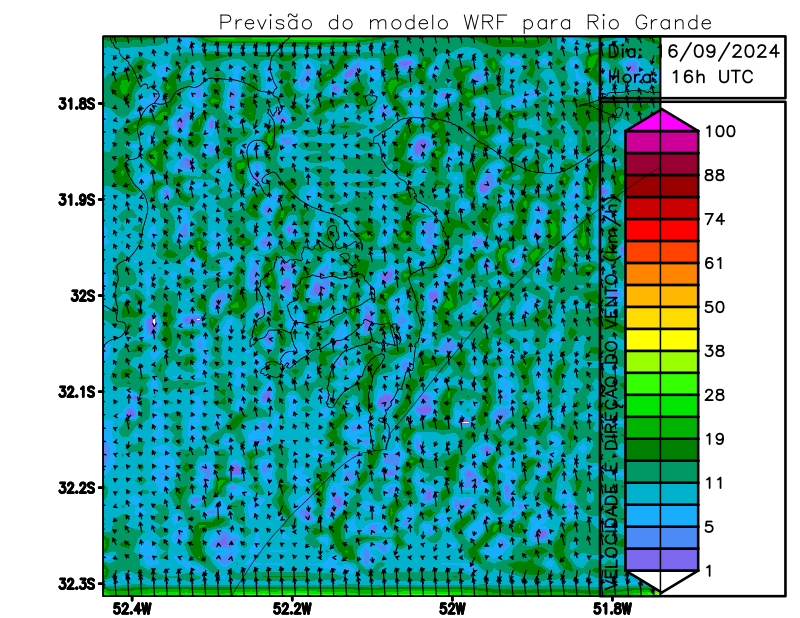 Previsão do modelo WRF para Rio Grande
Dia: 16/09/2024
Hora: 16h UTC
VELOCIDADE E DIREÇÃO DO VENTO (km/h)
100
88
74
61
50
38
28
19
11
5
1
31.8S
31.9S
32S
32.1S
32.2S
32.3S
52.4W
52.2W
52W
51.8W